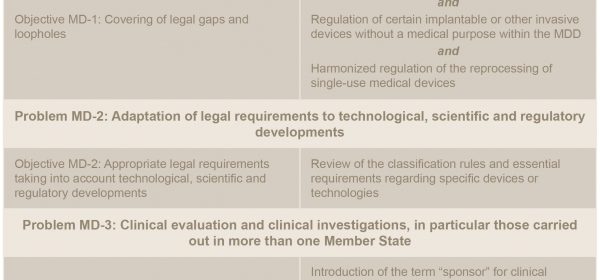 and
Objective MD-1: Covering of legal gaps and
loopholes
Regulation of certain implantable or other invasive
devices without a medical purpose within the MDD
and
Harmonized regulation of the reprocessing of
single-use medical devices
Problem MD-2: Adaptation of legal requirements to technological, scientific and regulatory
developments
Objective MD-2: Appropriate legal requirements
taking into account technological, scientific and
regulatory developments
Review of the classification rules and essential
requirements regarding specific devices or
technologies
Problem MD-3: Clinical evaluation and clinical investigations, in particular those carried
out in more than one Member State
Introduction of the term “sponsor” for clinical